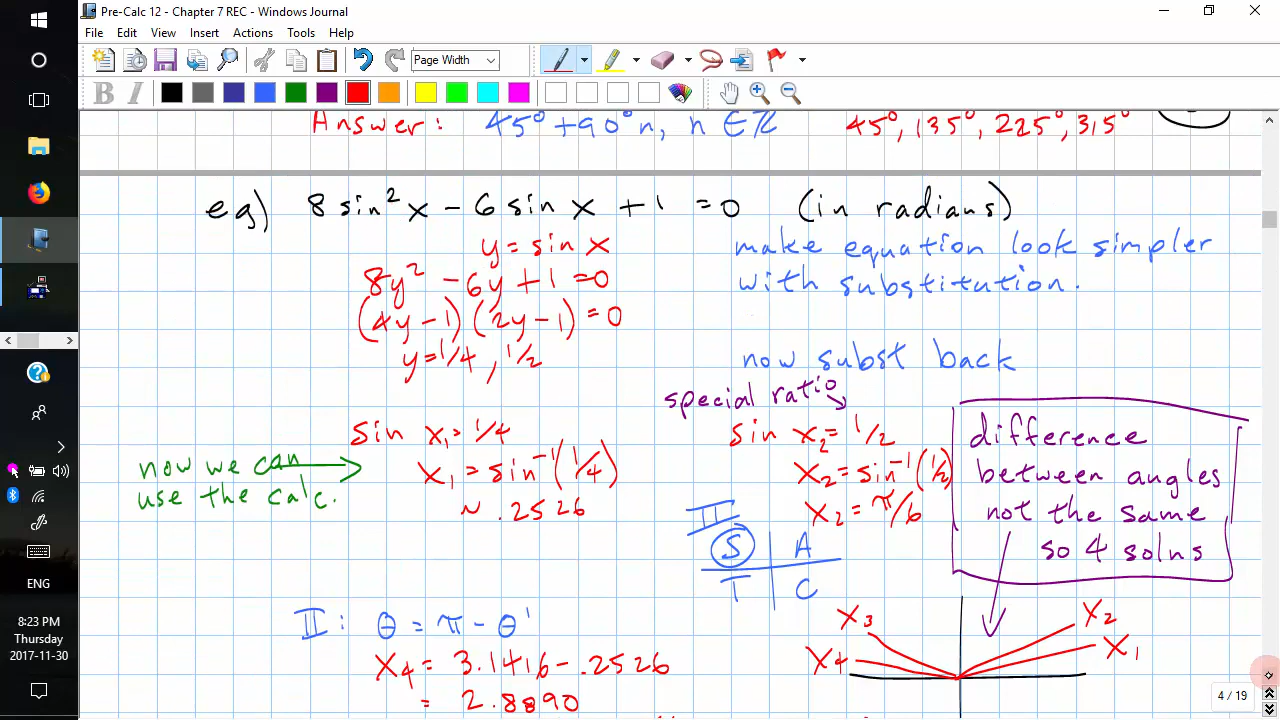 Pre-Calc 12 - Chapter 7 REC - Windows Journal
File Edit View Insert Actions Tools Help
Page Width
B I
Answer: 45° + 90°n, n ∈ ℤ 45°, 135°, 225°, 315°
eg) 8 sin²x - 6 sin x + 1 = 0 (in radians)
y = sin x
make equation look simpler
with substitution.
8y² - 6y + 1 = 0
(4y - 1)(2y - 1) = 0
y = 1/4, 1/2
now subst back
special ratio
sin x₁ = 1/4
sin x₂ = 1/2
now we can
use the calc.
x₁ = sin⁻¹(1/4)
~ .2526
x₂ = sin⁻¹(1/2)
x₂ = π/6
difference
between angles
not the same
so 4 solns
II
S A
T C
II: θ = π - θ'
x₄ = 3.1416 - .2526
= 2.8890
x₃ x₂
x₄ x₁
ENG
8:23 PM
Thursday
2017-11-30
4 / 19